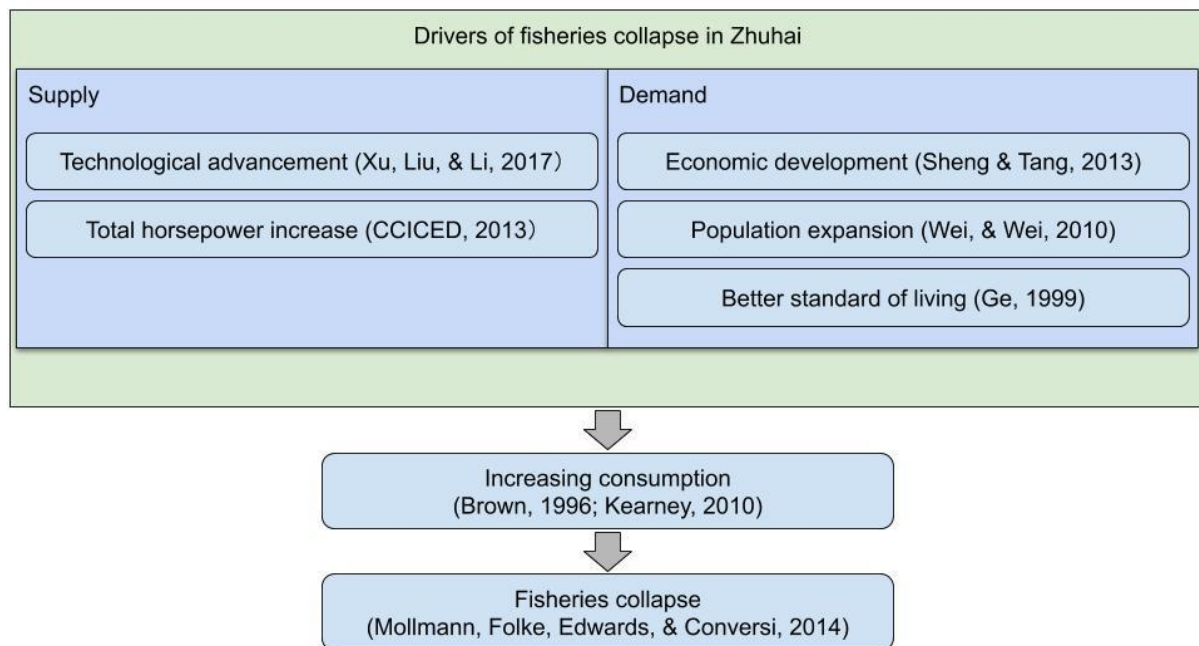 Drivers of fisheries collapse in Zhuhai
Supply
Technological advancement (Xu, Liu, & Li, 2017）
Total horsepower increase (CCICED, 2013）
Demand
Economic development (Sheng & Tang, 2013)
Population expansion (Wei, & Wei, 2010)
Better standard of living (Ge, 1999)
Increasing consumption
(Brown, 1996; Kearney, 2010)
Fisheries collapse
(Mollmann, Folke, Edwards, & Conversi, 2014)